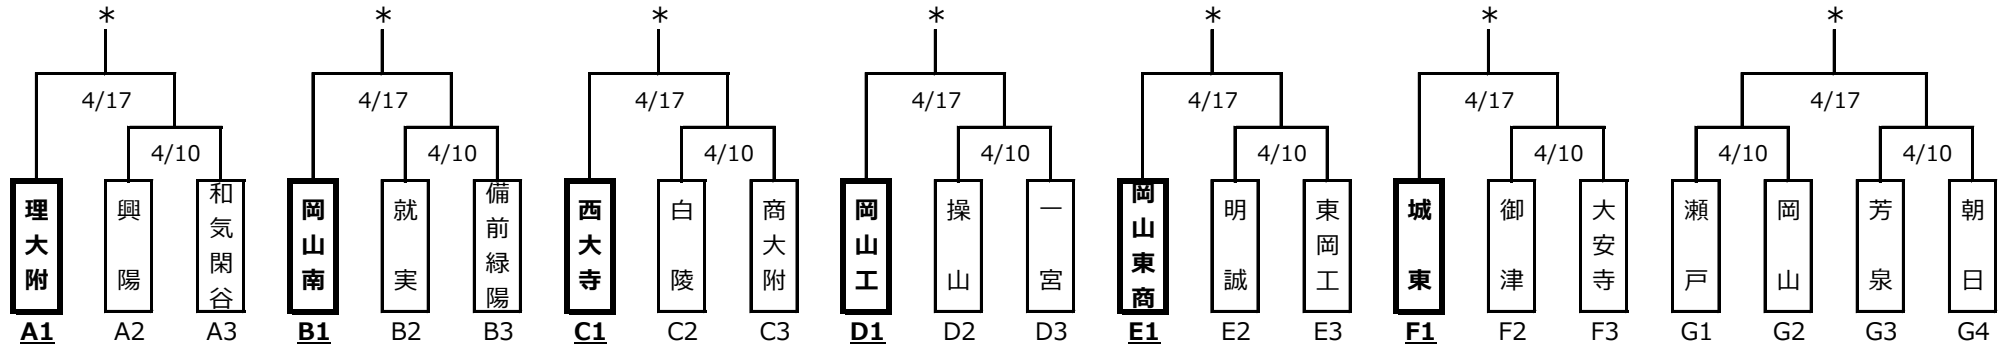 * * * * * * *
4/17 4/17 4/17 4/17 4/17 4/17 4/17
4/10 4/10 4/10 4/10 4/10 4/10 4/10 4/10
理大附 興陽 和気閑谷 岡山南 就実 備前緑陽 西大寺 白陵 商大附 岡山工 操山 一宮 岡山東商 明誠 東岡工 城東 御津 大安寺 瀬戸 岡山 芳泉 朝日
A1 A2 A3 B1 B2 B3 C1 C2 C3 D1 D2 D3 E1 E2 E3 F1 F2 F3 G1 G2 G3 G4